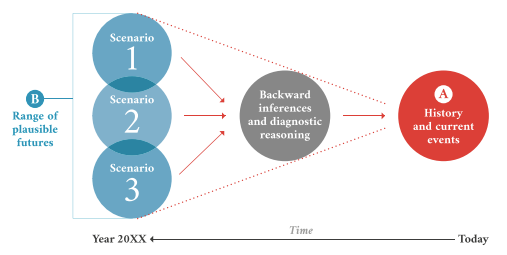 Scenario
1
Scenario
2
Scenario
3
B
Range of
plausible
futures
Backward
inferences
and diagnostic
reasoning
A
History
and current
events
Time
Year 20XX
Today